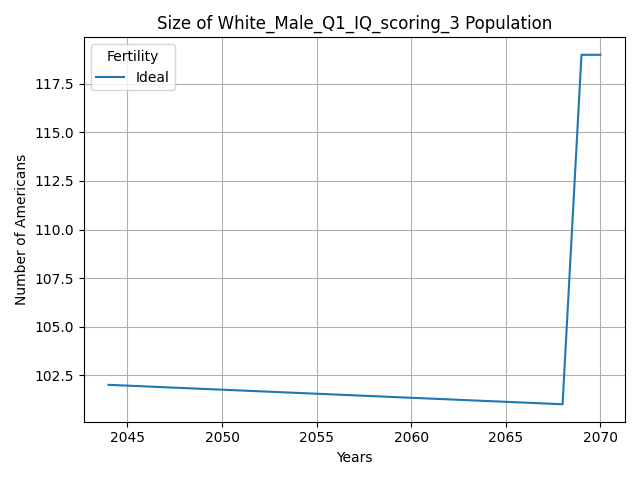 Size of White_Male_Q1_IQ_scoring_3 Population
Fertility
Ideal
117.5
115.0
112.5
110.0
107.5
105.0
102.5
Number of Americans
2045
2050
2055
2060
2065
2070
Years